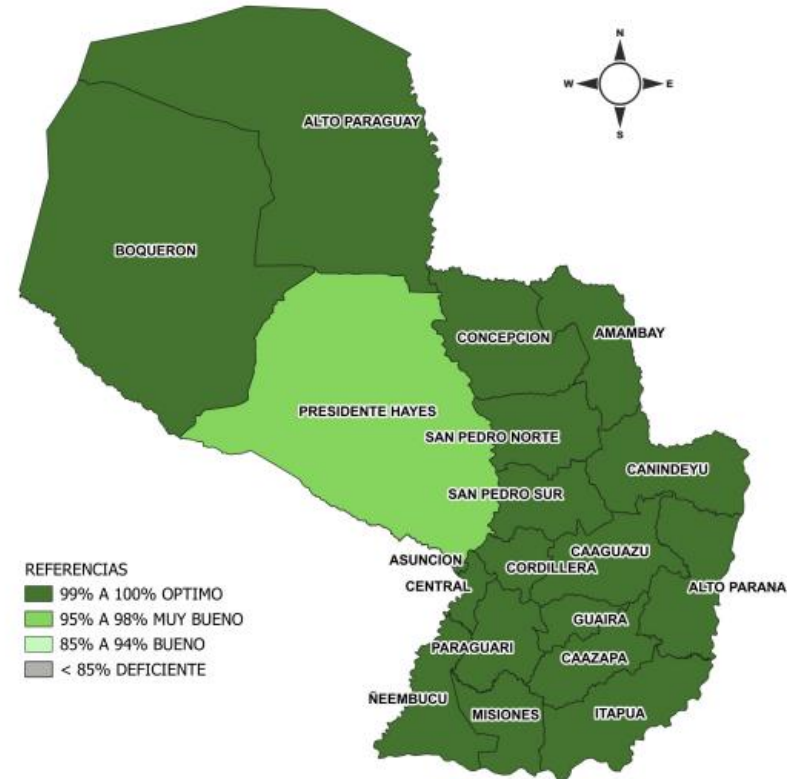 N
W E
S
ALTO PARAGUAY
BOQUERON
CONCEPCION
AMAMBAY
PRESIDENTE HAYES
SAN PEDRO NORTE
CANINDEYU
SAN PEDRO SUR
ASUNCION
CAAGUAZU
CORDILLERA
CENTRAL
ALTO PARANA
GUAIRA
PARAGUARI
CAAZAPA
ÑEEMBUCU
MISIONES
ITAPUA
REFERENCIAS
99% A 100% OPTIMO
95% A 98% MUY BUENO
85% A 94% BUENO
< 85% DEFICIENTE